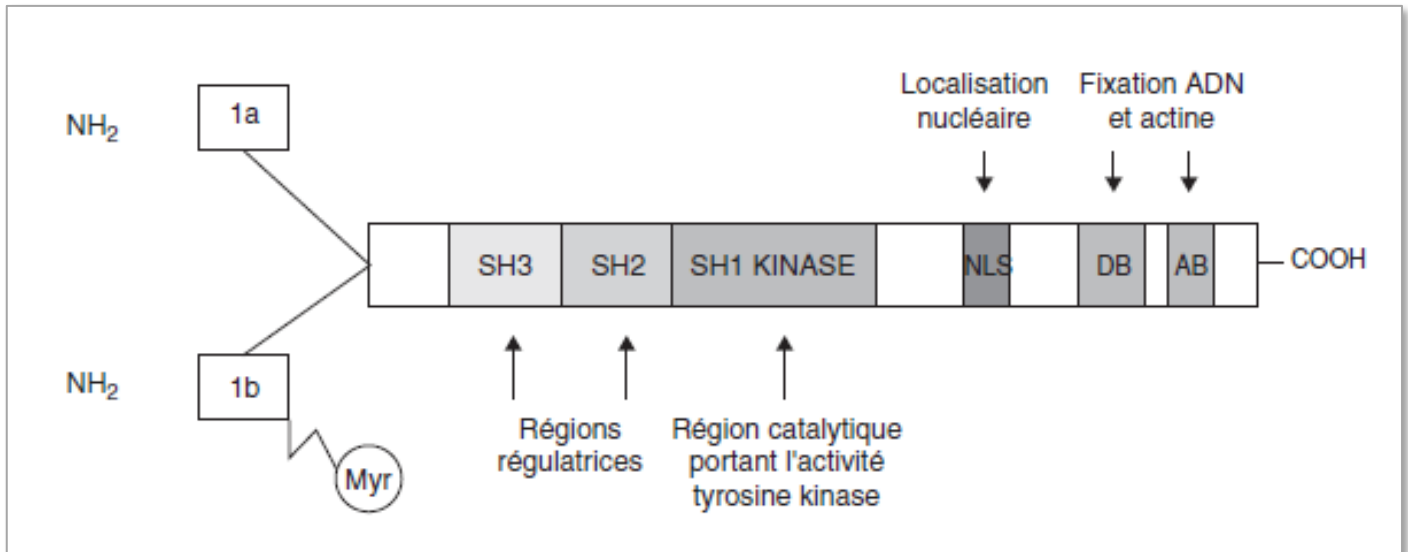 Localisation
nucléaire
Fixation ADN
et actine
NH₂
1a
SH3
SH2
SH1 KINASE
NLS
DB
AB
COOH
NH₂
1b
Myr
Régions
régulatrices
Région catalytique
portant l'activité
tyrosine kinase